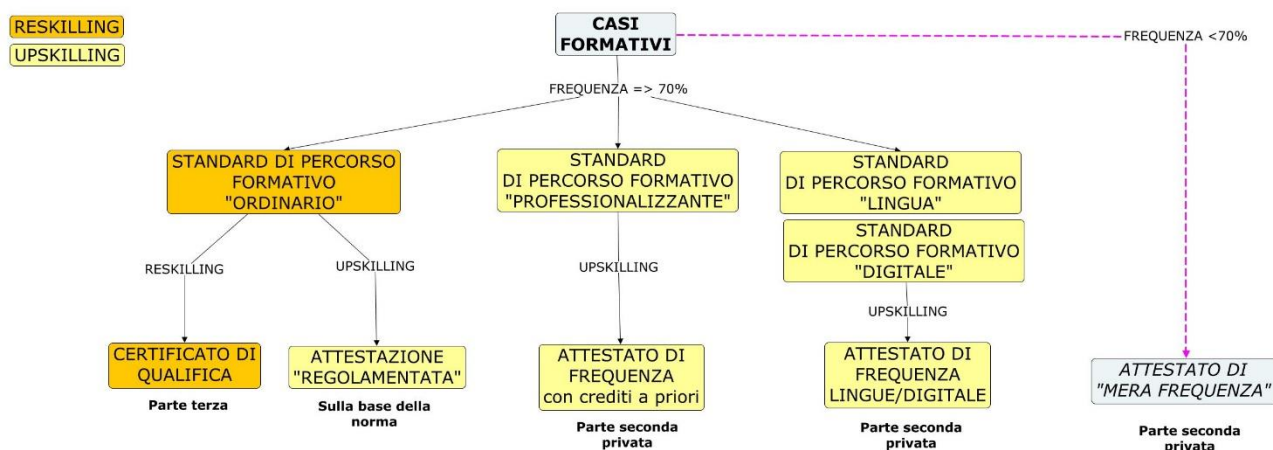 RESKILLING
UPSKILLING
CASI
FORMATIVI
FREQUENZA <70%
FREQUENZA => 70%
STANDARD DI PERCORSO
FORMATIVO
"ORDINARIO"
STANDARD
DI PERCORSO FORMATIVO
"PROFESSIONALIZZANTE"
STANDARD
DI PERCORSO FORMATIVO
"LINGUA"
STANDARD
DI PERCORSO FORMATIVO
"DIGITALE"
RESKILLING
UPSKILLING
UPSKILLING
UPSKILLING
CERTIFICATO DI
QUALIFICA
Parte terza
ATTESTAZIONE
"REGOLAMENTATA"
Sulla base della
norma
ATTESTATO DI
FREQUENZA
con crediti a priori
Parte seconda
privata
ATTESTATO DI
FREQUENZA
LINGUE/DIGITALE
Parte seconda
privata
ATTESTATO DI
"MERA FREQUENZA"
Parte seconda
privata